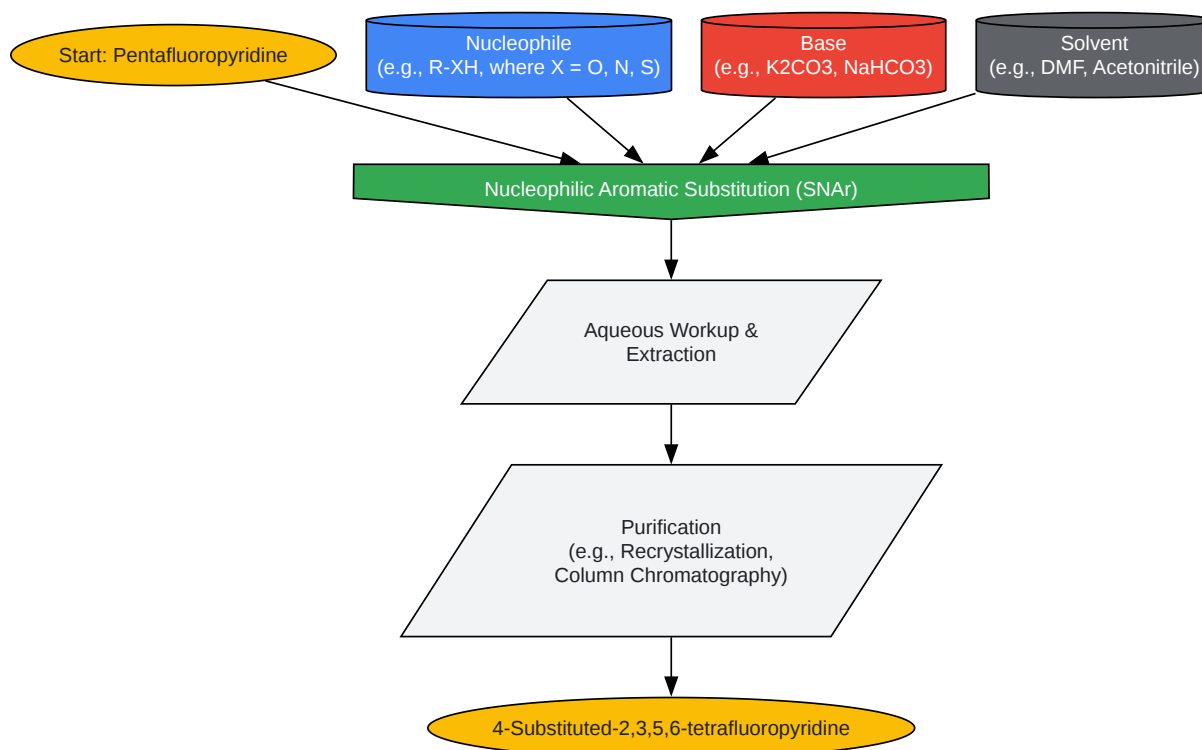 Start: Pentafluoropyridine
Nucleophile
(e.g., R-XH, where X = O, N, S)
Base
(e.g., K2CO3, NaHCO3)
Solvent
(e.g., DMF, Acetonitrile)
Nucleophilic Aromatic Substitution (SNAr)
Aqueous Workup &
Extraction
Purification
(e.g., Recrystallization,
Column Chromatography)
4-Substituted-2,3,5,6-tetrafluoropyridine